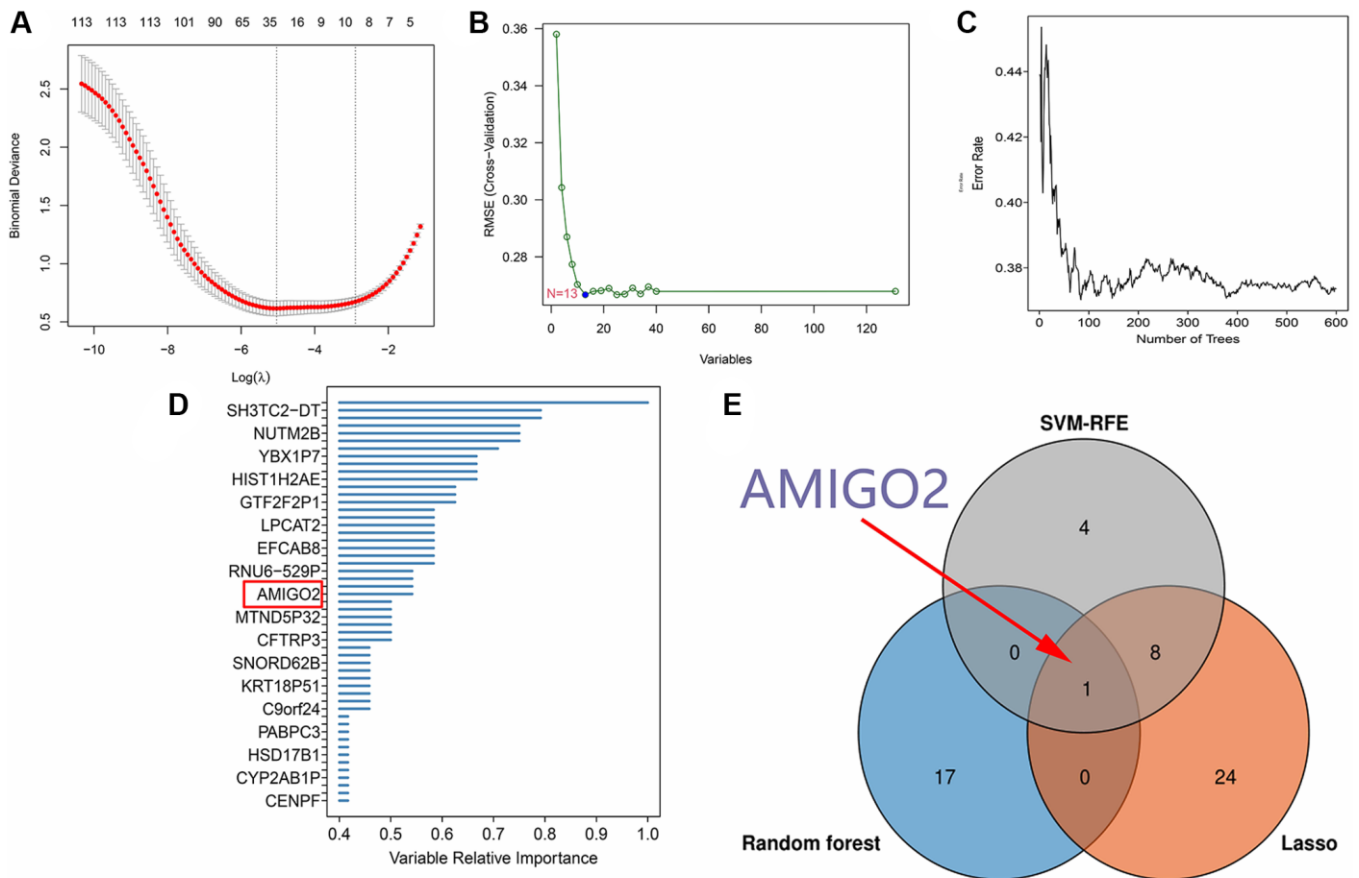 A
113 113 113 101 90 65 35 16 9 10 8 7 5
Binomial Deviance
2.5
2.0
1.5
1.0
0.5
−10 −8 −6 −4 −2
Log(λ)
B
RMSE (Cross−Validation)
0.36
0.34
0.32
0.30
0.28
N=13
0 20 40 60 80 100 120
Variables
C
Error Rate
Error Rate
0.44
0.42
0.40
0.38
0 100 200 300 400 500 600
Number of Trees
D
SH3TC2−DT
NUTM2B
YBX1P7
HIST1H2AE
GTF2F2P1
LPCAT2
EFCAB8
RNU6−529P
AMIGO2
MTND5P32
CFTRP3
SNORD62B
KRT18P51
C9orf24
PABPC3
HSD17B1
CYP2AB1P
CENPF
0.4 0.5 0.6 0.7 0.8 0.9 1.0
Variable Relative Importance
E
SVM−RFE
AMIGO2
4
0
8
1
17
0
24
Random forest
Lasso